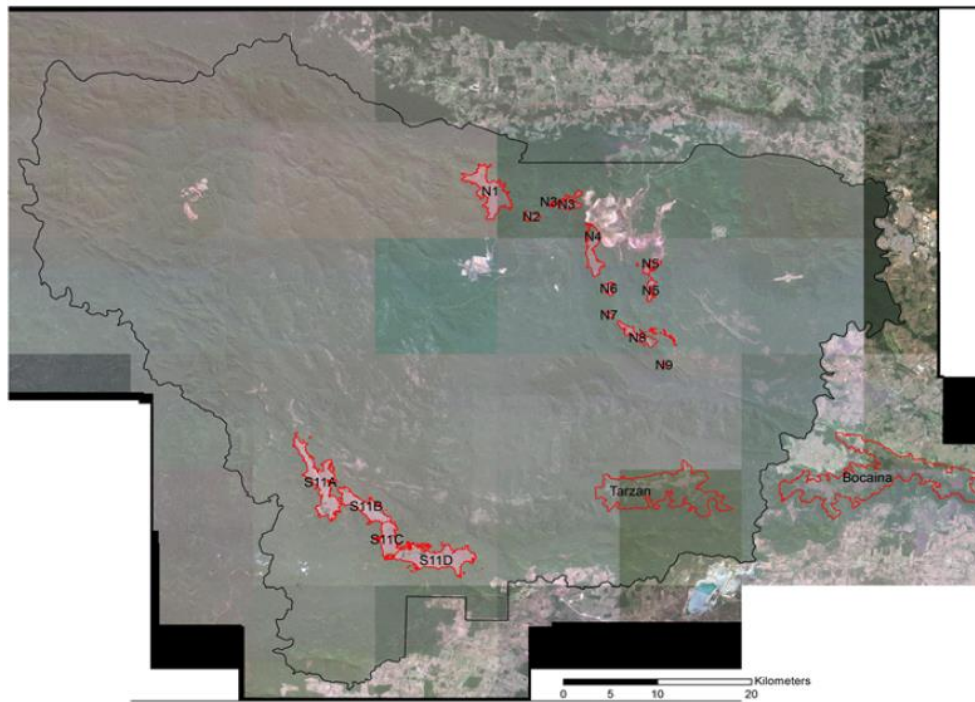 N1
N3
N3
N2
N4
N5
N6
N5
N7
N8
N9
S11A
Tarzan
Bocaina
S11B
S11C
S11D
Kilometers
0 5 10 20